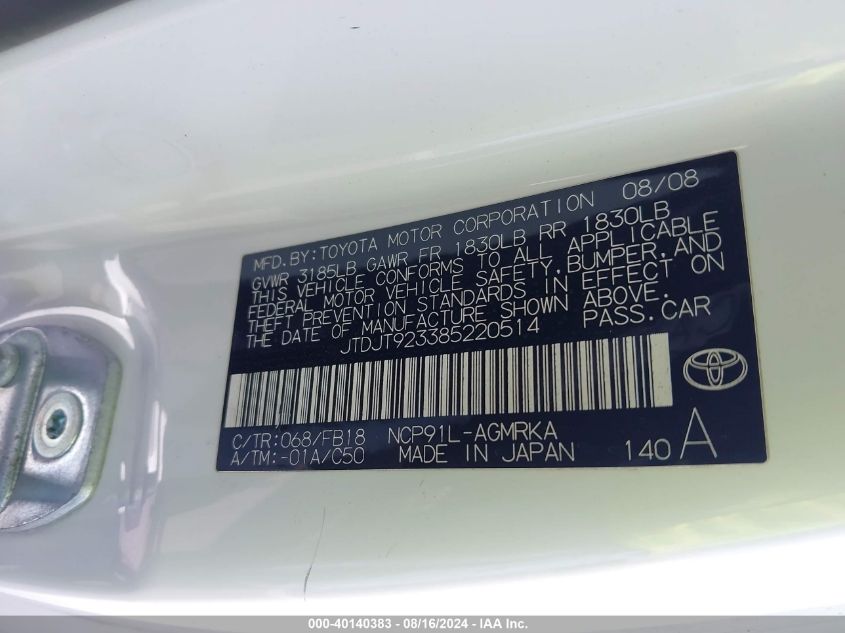 MFD.BY:TOYOTA MOTOR CORPORATION 08/08
GVWR 3185LB GAWR FR 1830LB RR 1830LB
THIS VEHICLE CONFORMS TO ALL APPLICABLE
FEDERAL MOTOR VEHICLE SAFETY,BUMPER,AND
THEFT PREVENTION STANDARDS IN EFFECT ON
THE DATE OF MANUFACTURE SHOWN ABOVE.
JTDJT923385220514 PASS.CAR
C/TR:068/FB18 NCP91L-AGMRKA
A/TM:-01A/C50 MADE IN JAPAN 140 A
000-40140383 - 08/16/2024 - IAA Inc.